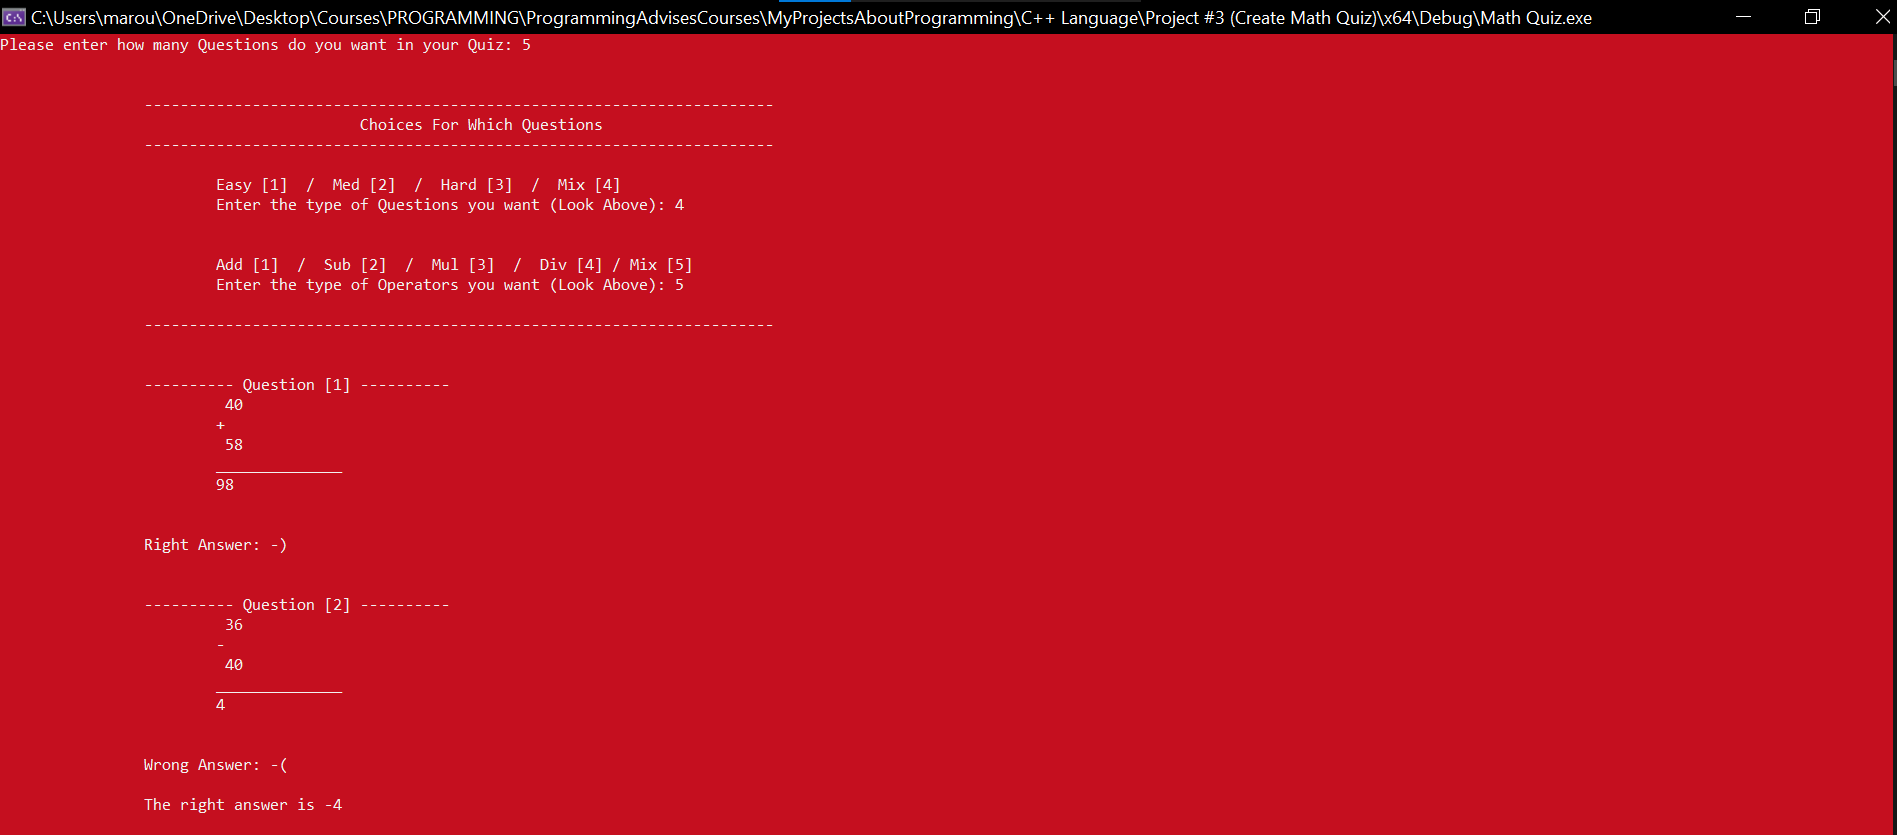 C:\Users\marou\OneDrive\Desktop\Courses\PROGRAMMING\ProgrammingAdvisesCourses\MyProjectsAboutProgramming\C++ Language\Project #3 (Create Math Quiz)\x64\Debug\Math Quiz.exe
Please enter how many Questions do you want in your Quiz: 5
----------------------------------------------------------------------
Choices For Which Questions
----------------------------------------------------------------------
Easy [1]  /  Med [2]  /  Hard [3]  /  Mix [4]
Enter the type of Questions you want (Look Above): 4
Add [1]  /  Sub [2]  /  Mul [3]  /  Div [4] / Mix [5]
Enter the type of Operators you want (Look Above): 5
----------------------------------------------------------------------
---------- Question [1] ----------
40
+
58
______________
98
Right Answer: -)
---------- Question [2] ----------
36
-
40
______________
4
Wrong Answer: -(
The right answer is -4